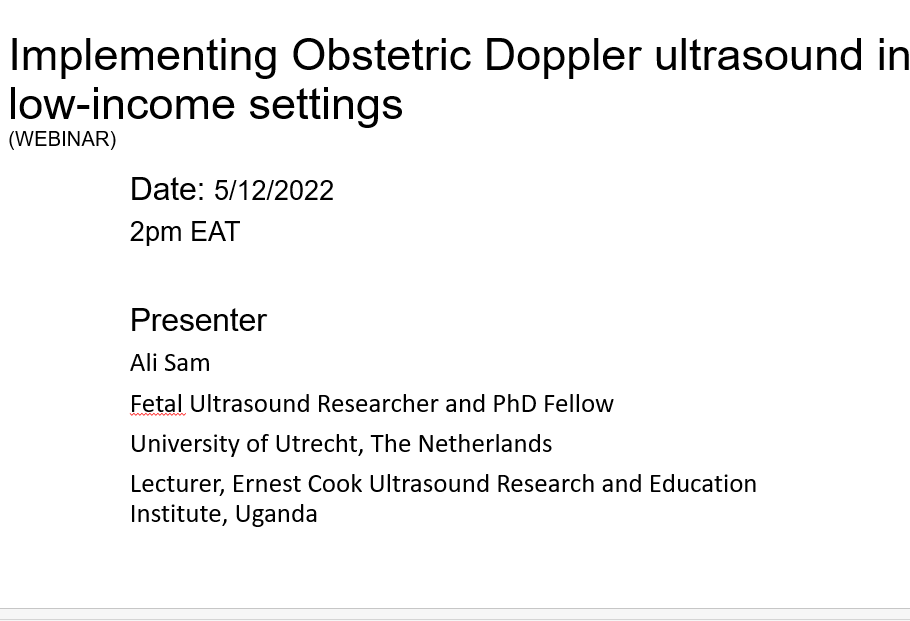 Implementing Obstetric Doppler ultrasound in
low-income settings
(WEBINAR)
Date: 5/12/2022
2pm EAT
Presenter
Ali Sam
Fetal Ultrasound Researcher and PhD Fellow
University of Utrecht, The Netherlands
Lecturer, Ernest Cook Ultrasound Research and Education
Institute, Uganda